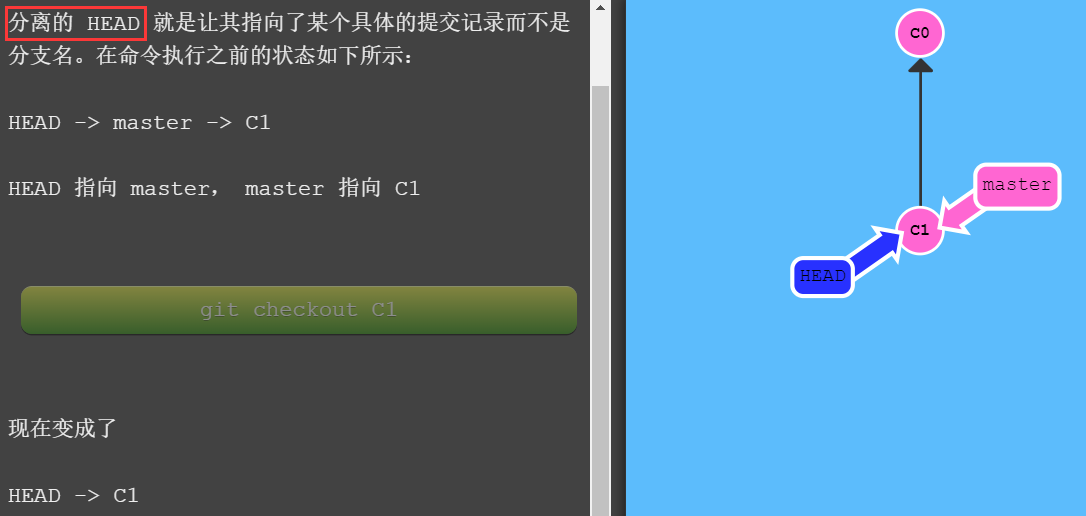 分离的 HEAD 就是让其指向了某个具体的提交记录而不是
分支名。在命令执行之前的状态如下所示：
HEAD -> master -> C1
HEAD 指向 master， master 指向 C1
git checkout C1
现在变成了
HEAD -> C1
C0
master
C1
HEAD